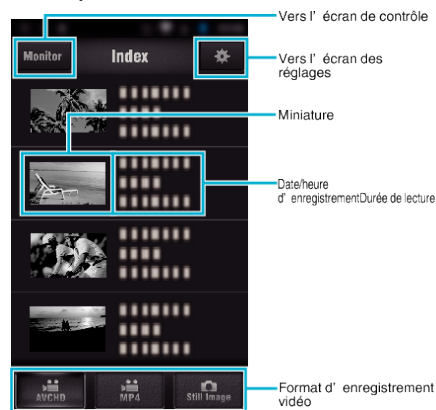 Vers l’ écran de contrôle
Monitor
Index
Vers l’ écran des
réglages
Miniature
Date/heure
d’ enregistrementDurée de lecture
AVCHD
MP4
Still Image
Format d’ enregistrement
vidéo